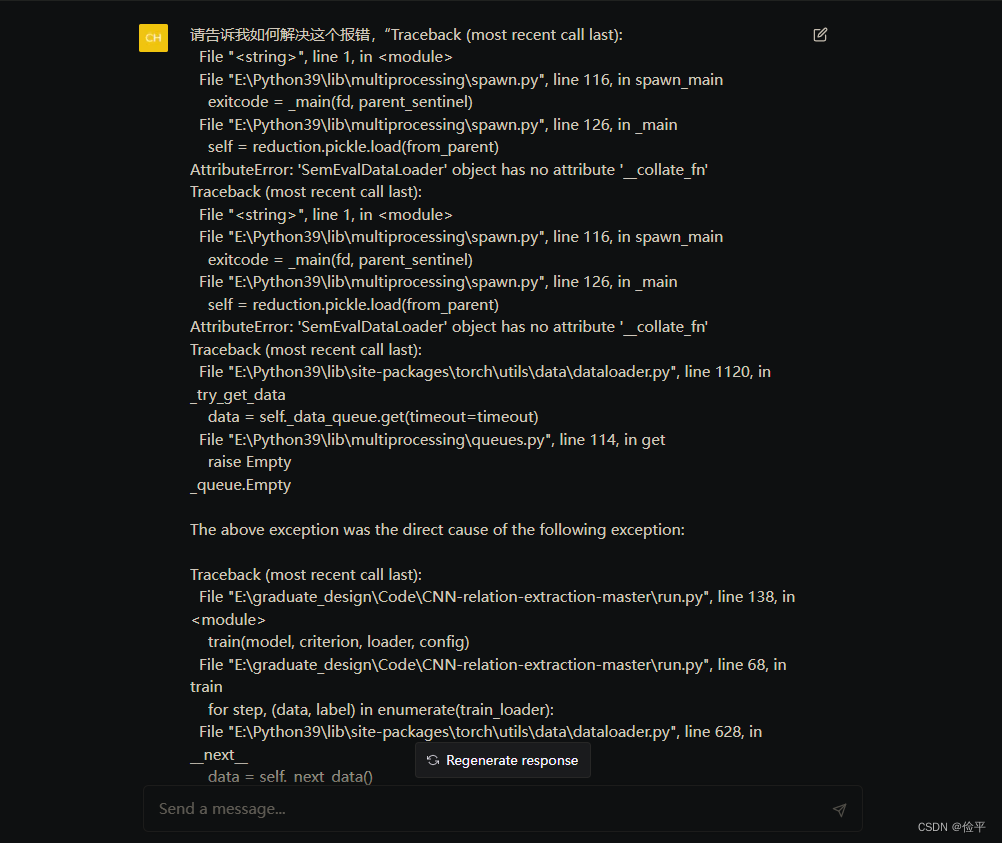 CH
请告诉我如何解决这个报错，“Traceback (most recent call last):
File "<string>", line 1, in <module>
File "E:\Python39\lib\multiprocessing\spawn.py", line 116, in spawn_main
exitcode = _main(fd, parent_sentinel)
File "E:\Python39\lib\multiprocessing\spawn.py", line 126, in _main
self = reduction.pickle.load(from_parent)
AttributeError: 'SemEvalDataLoader' object has no attribute '__collate_fn'
Traceback (most recent call last):
File "<string>", line 1, in <module>
File "E:\Python39\lib\multiprocessing\spawn.py", line 116, in spawn_main
exitcode = _main(fd, parent_sentinel)
File "E:\Python39\lib\multiprocessing\spawn.py", line 126, in _main
self = reduction.pickle.load(from_parent)
AttributeError: 'SemEvalDataLoader' object has no attribute '__collate_fn'
Traceback (most recent call last):
File "E:\Python39\lib\site-packages\torch\utils\data\dataloader.py", line 1120, in
_try_get_data
data = self._data_queue.get(timeout=timeout)
File "E:\Python39\lib\multiprocessing\queues.py", line 114, in get
raise Empty
_queue.Empty
The above exception was the direct cause of the following exception:
Traceback (most recent call last):
File "E:\graduate_design\Code\CNN-relation-extraction-master\run.py", line 138, in
<module>
train(model, criterion, loader, config)
File "E:\graduate_design\Code\CNN-relation-extraction-master\run.py", line 68, in
train
for step, (data, label) in enumerate(train_loader):
File "E:\Python39\lib\site-packages\torch\utils\data\dataloader.py", line 628, in
__next__
data = self._next_data()
Regenerate response
Send a message...
CSDN @俭平